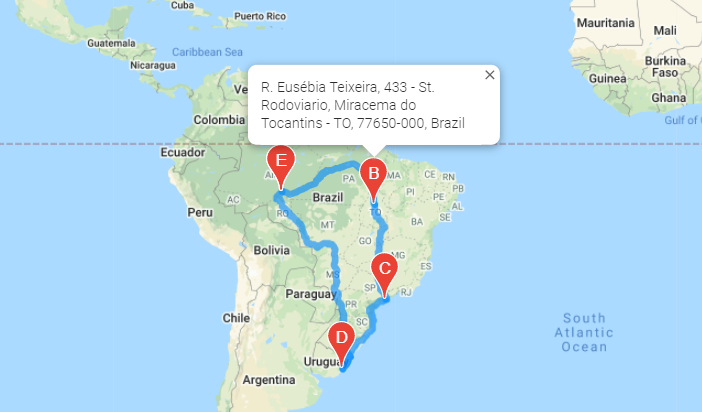 Cuba
Puerto Rico
Guatemala
Nicaragua
Caribbean Sea
Mauritania
Mali
Burkina
Faso
Guinea
Ghana
Gulf of
R. Eusébia Teixeira, 433 - St.
Rodoviario, Miracema do
Tocantins - TO, 77650-000, Brazil
Ve
Colombia
Ecuador
E
AM
PA
B
MA
CE
RN
PB
PI
PE
AL
SE
Brazil
TO
BA
Peru
AC
RO
MT
GO
Bolivia
MG
ES
MS
C
SP
RJ
Paraguay
PR
SC
Chile
D
Urugua
Argentina
South
Atlantic
Ocean